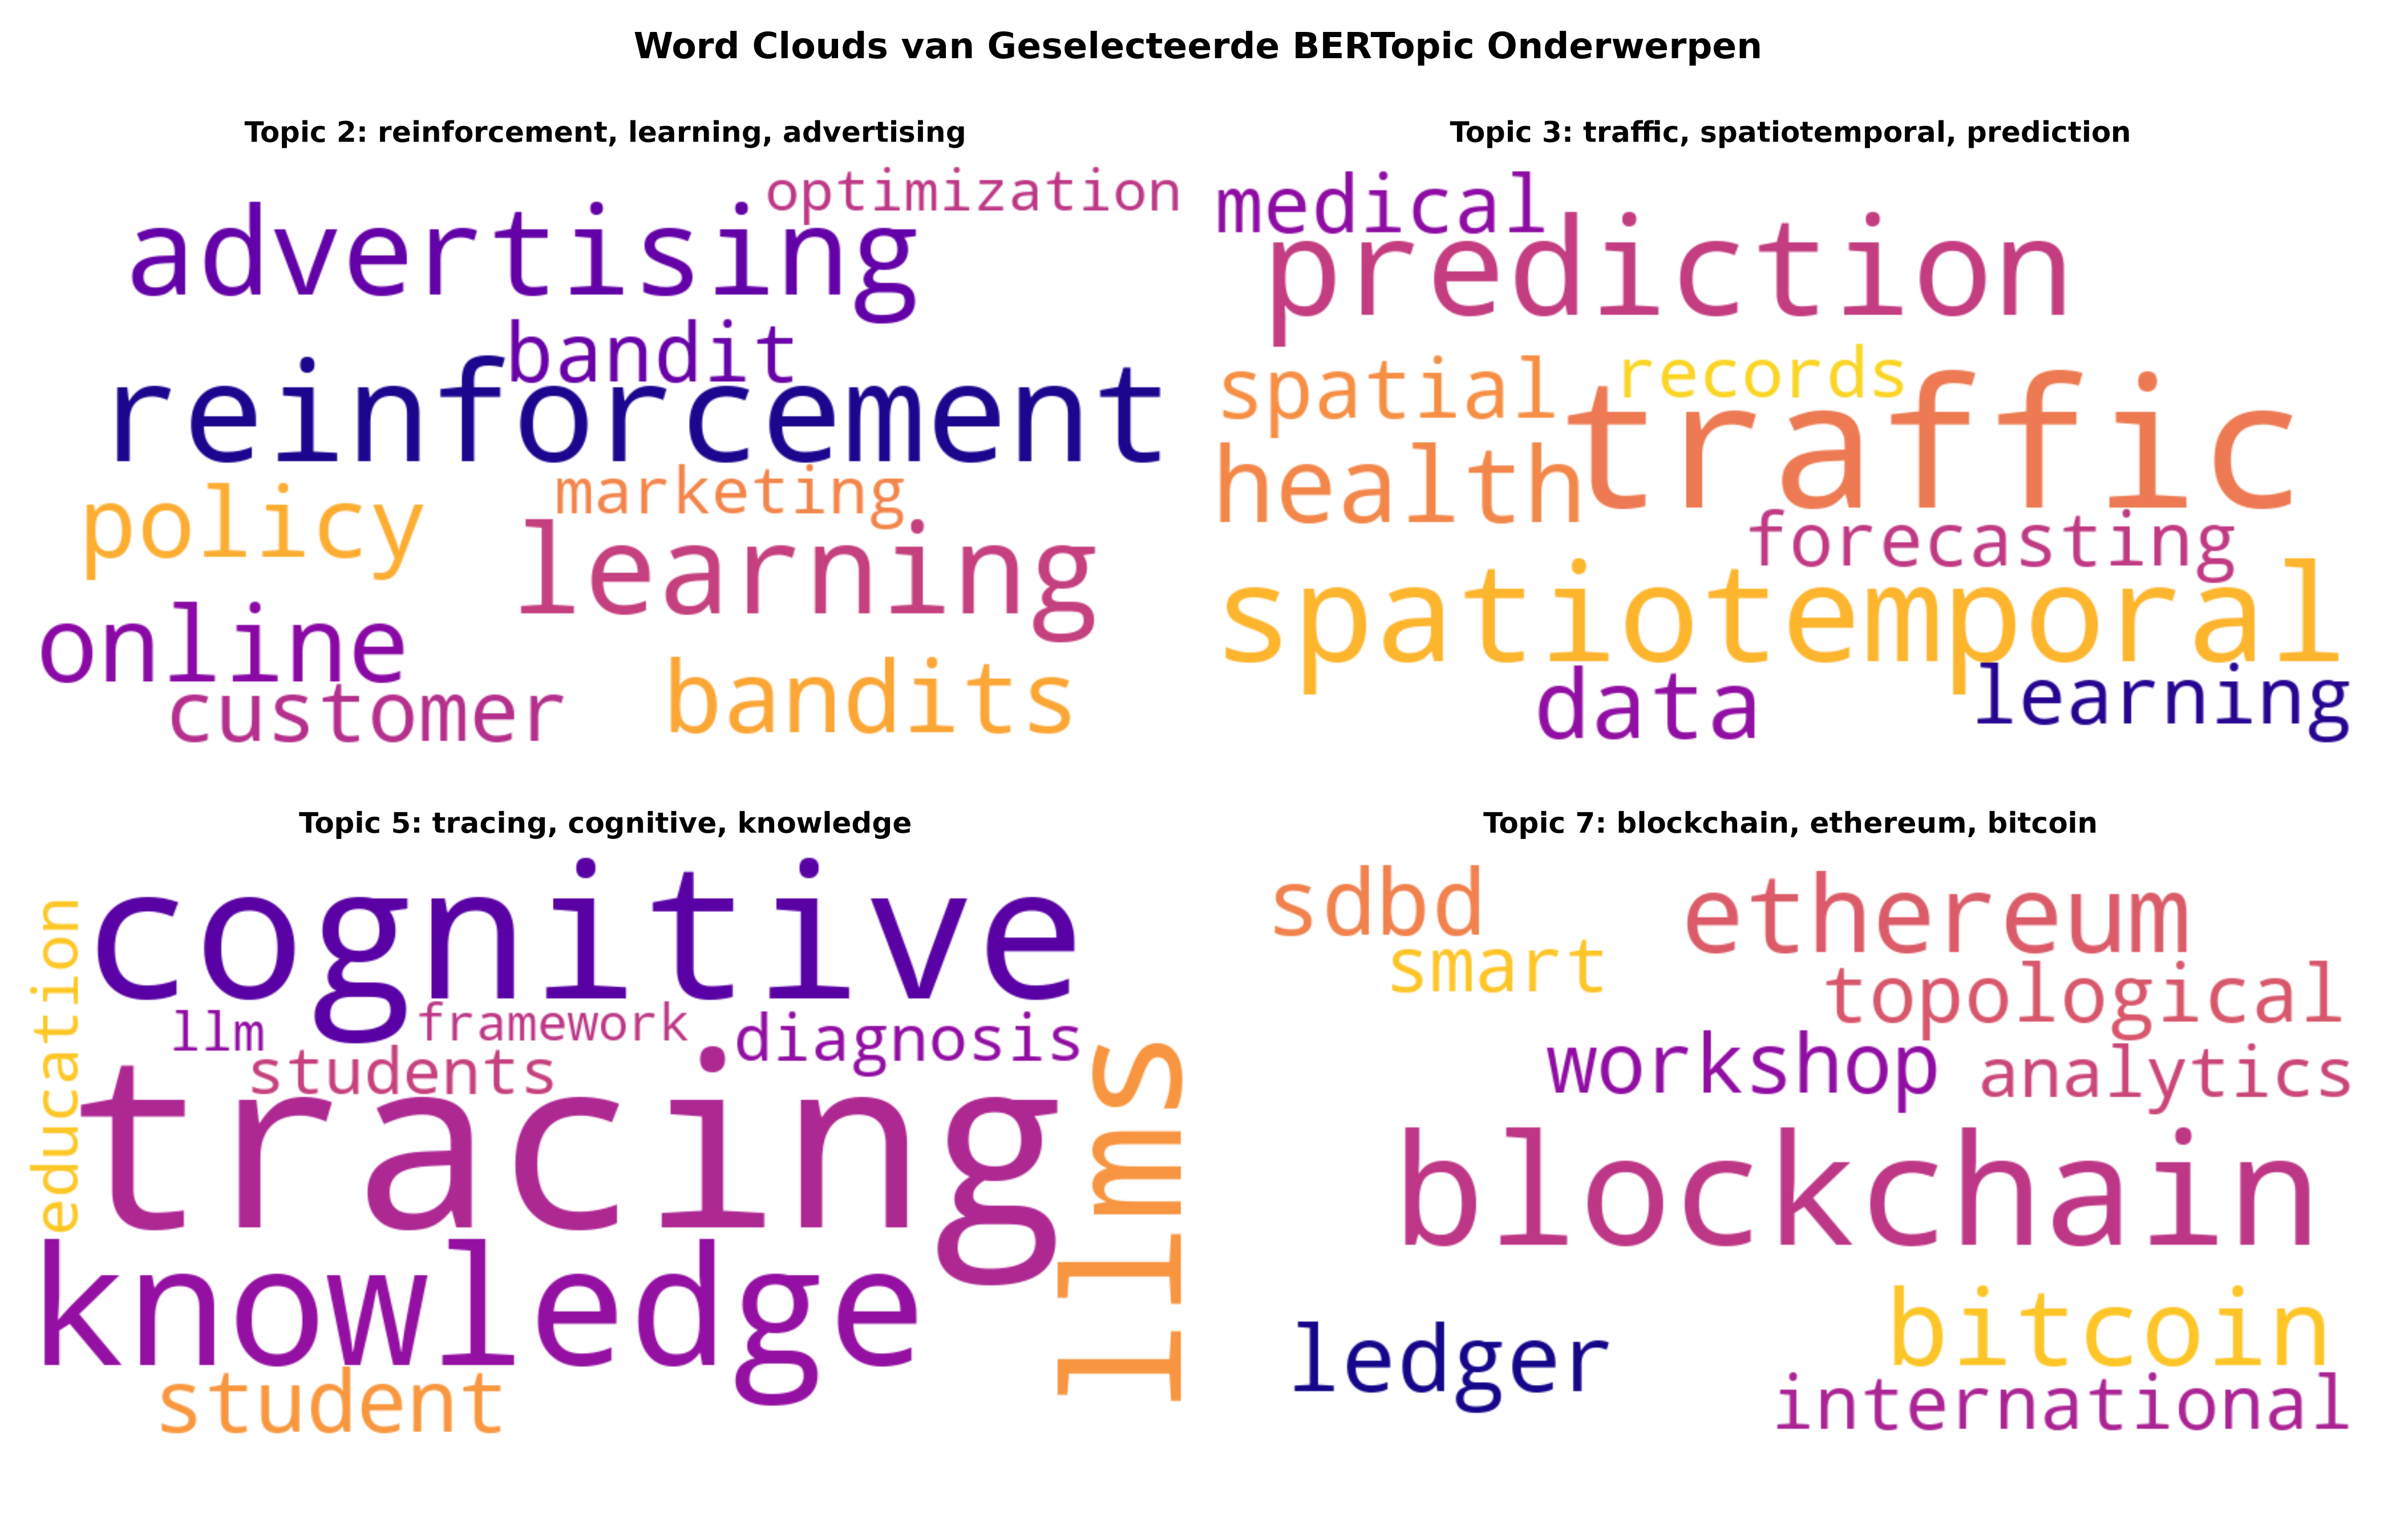 Word Clouds van Geselecteerde BERTopic Onderwerpen
Topic 2: reinforcement, learning, advertising
optimization
advertising
bandit
reinforcement
marketing
policy
learning
online
bandits
customer
Topic 3: traffic, spatiotemporal, prediction
medical
prediction
records
spatial
traffic
health
forecasting
spatiotemporal
data
learning
Topic 5: tracing, cognitive, knowledge
cognitive
education
llm
framework
diagnosis
students
tracing
llms
knowledge
student
Topic 7: blockchain, ethereum, bitcoin
sdbd
ethereum
smart
topological
workshop
analytics
blockchain
bitcoin
ledger
international